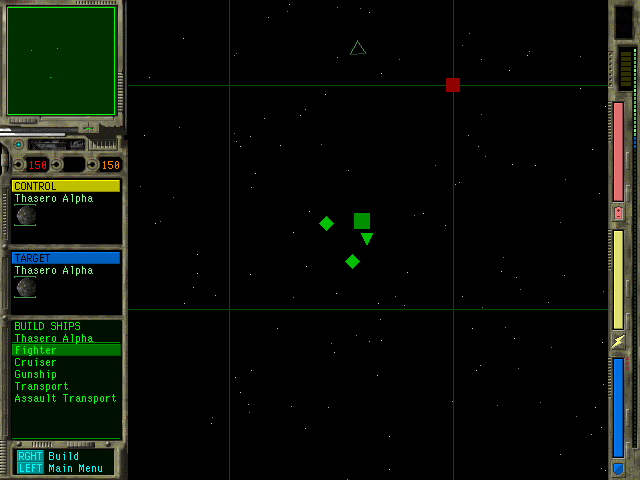 150 150
CONTROL
Thasero Alpha
TARGET
Thasero Alpha
BUILD SHIPS
Thasero Alpha
Fighter
Cruiser
Gunship
Transport
Assault Transport
RGHT Build
LEFT Main Menu